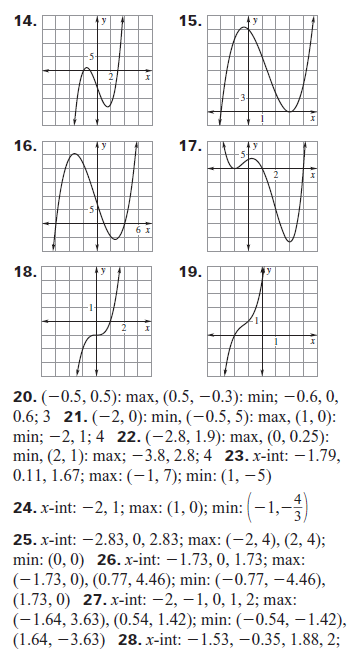 14. y 5 2 x
15. y 3 1 x
16. y 5 6 x
17. y 5 2 x
18. y 1 2 x
19. y 1 1 x
20. (−0.5, 0.5): max, (0.5, −0.3): min; −0.6, 0,
0.6; 3 21. (−2, 0): min, (−0.5, 5): max, (1, 0):
min; −2, 1; 4 22. (−2.8, 1.9): max, (0, 0.25):
min, (2, 1): max; −3.8, 2.8; 4 23. x-int: −1.79,
0.11, 1.67; max: (−1, 7); min: (1, −5)
24. x-int: −2, 1; max: (1, 0); min: (−1,−4/3)
25. x-int: −2.83, 0, 2.83; max: (−2, 4), (2, 4);
min: (0, 0) 26. x-int: −1.73, 0, 1.73; max:
(−1.73, 0), (0.77, 4.46); min: (−0.77, −4.46),
(1.73, 0) 27. x-int: −2, −1, 0, 1, 2; max:
(−1.64, 3.63), (0.54, 1.42); min: (−0.54, −1.42),
(1.64, −3.63) 28. x-int: −1.53, −0.35, 1.88, 2;